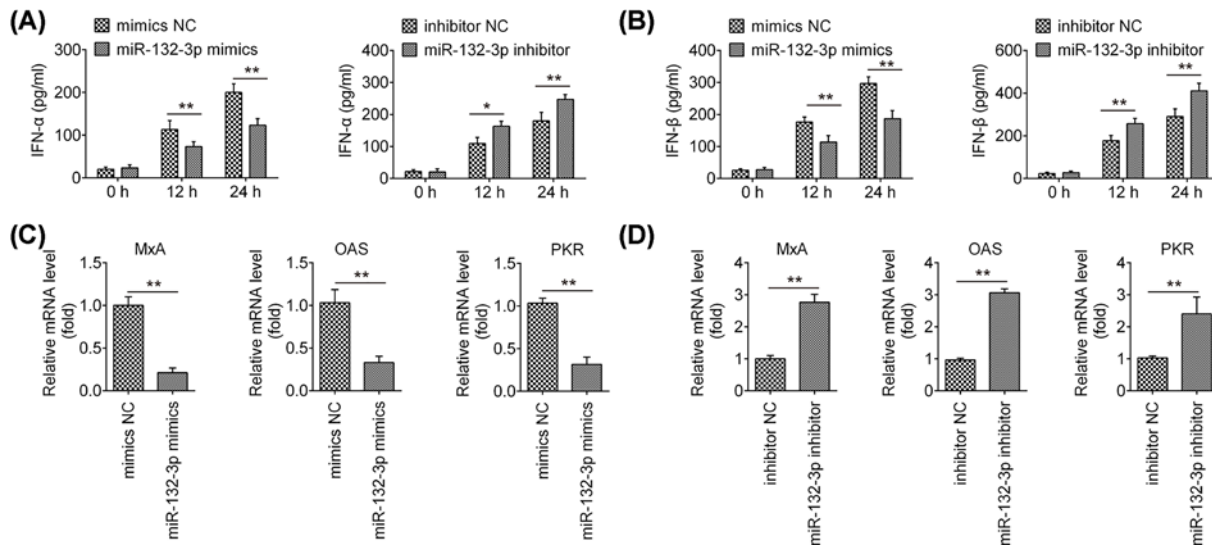 (A)
mimics NC
miR-132-3p mimics
IFN-α (pg/ml)
300
200
100
0
**
**
0 h
12 h
24 h
inhibitor NC
miR-132-3p inhibitor
IFN-α (pg/ml)
400
300
200
100
0
*
**
0 h
12 h
24 h
(B)
mimics NC
miR-132-3p mimics
IFN-β (pg/ml)
400
300
200
100
0
**
**
0 h
12 h
24 h
inhibitor NC
miR-132-3p inhibitor
IFN-β (pg/ml)
600
400
200
0
**
**
0 h
12 h
24 h
(C)
MxA
Relative mRNA level
(fold)
1.5
1.0
0.5
0.0
**
mimics NC
miR-132-3p mimics
OAS
Relative mRNA level
(fold)
1.5
1.0
0.5
0.0
**
mimics NC
miR-132-3p mimics
PKR
Relative mRNA level
(fold)
1.5
1.0
0.5
0.0
**
mimics NC
miR-132-3p mimics
(D)
MxA
Relative mRNA level
(fold)
4
3
2
1
0
**
inhibitor NC
miR-132-3p inhibitor
OAS
Relative mRNA level
(fold)
4
3
2
1
0
**
inhibitor NC
miR-132-3p inhibitor
PKR
Relative mRNA level
(fold)
4
3
2
1
0
**
inhibitor NC
miR-132-3p inhibitor